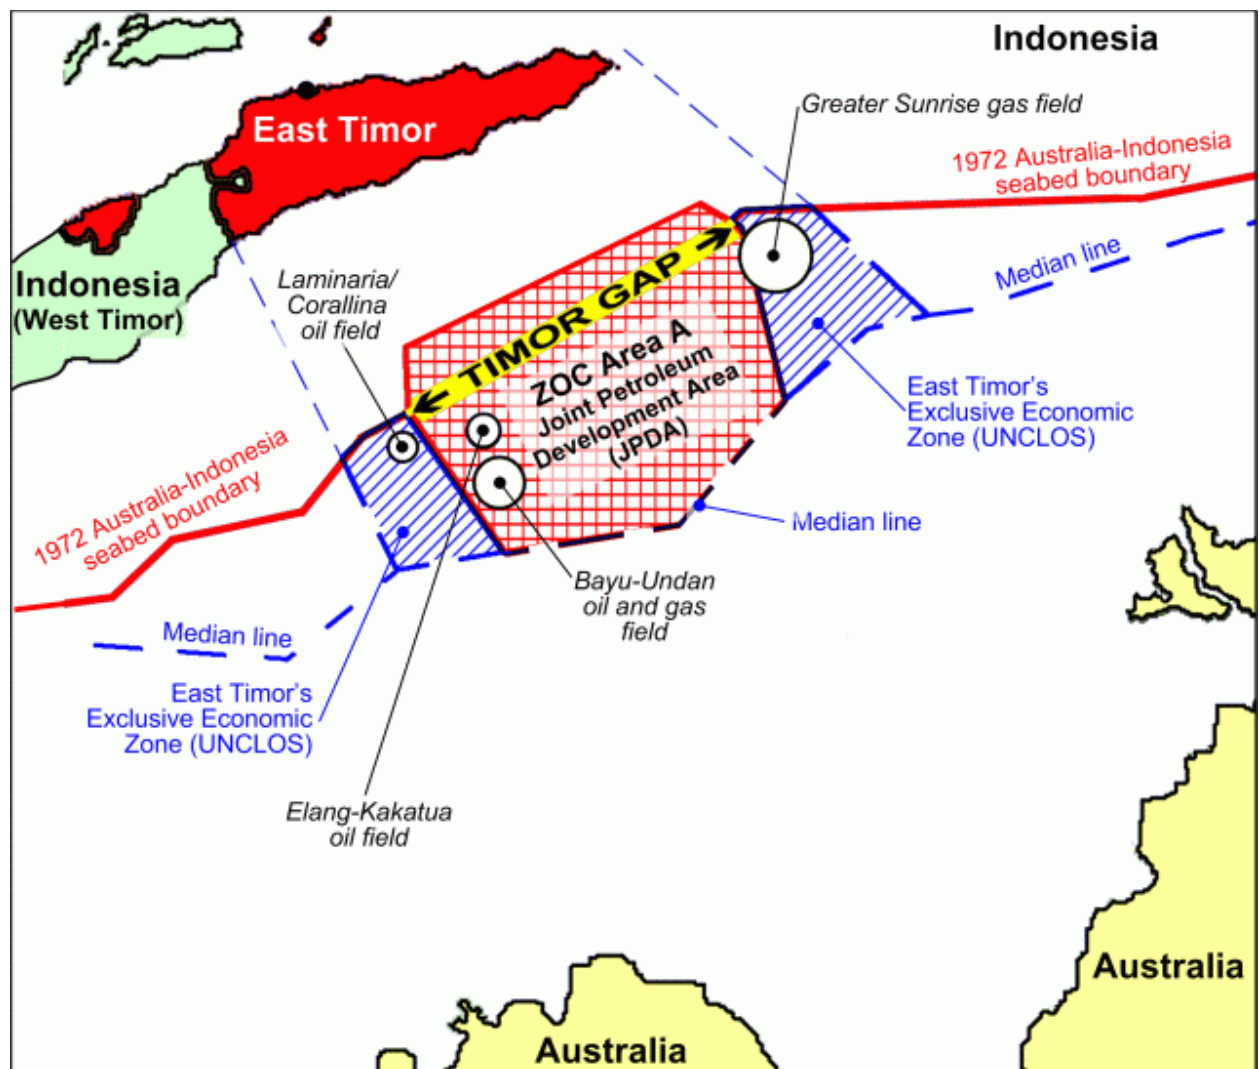 Indonesia
Greater Sunrise gas field
East Timor
1972 Australia-Indonesia
seabed boundary
Indonesia
(West Timor)
Laminaria/
Corallina
oil field
TIMOR GAP
Median line
ZOC Area A
Joint Petroleum
Development Area
(JPDA)
East Timor's
Exclusive Economic
Zone (UNCLOS)
1972 Australia-Indonesia
seabed boundary
Median line
Bayu-Undan
oil and gas
field
Median line
East Timor's
Exclusive Economic
Zone (UNCLOS)
Elang-Kakatua
oil field
Australia
Australia